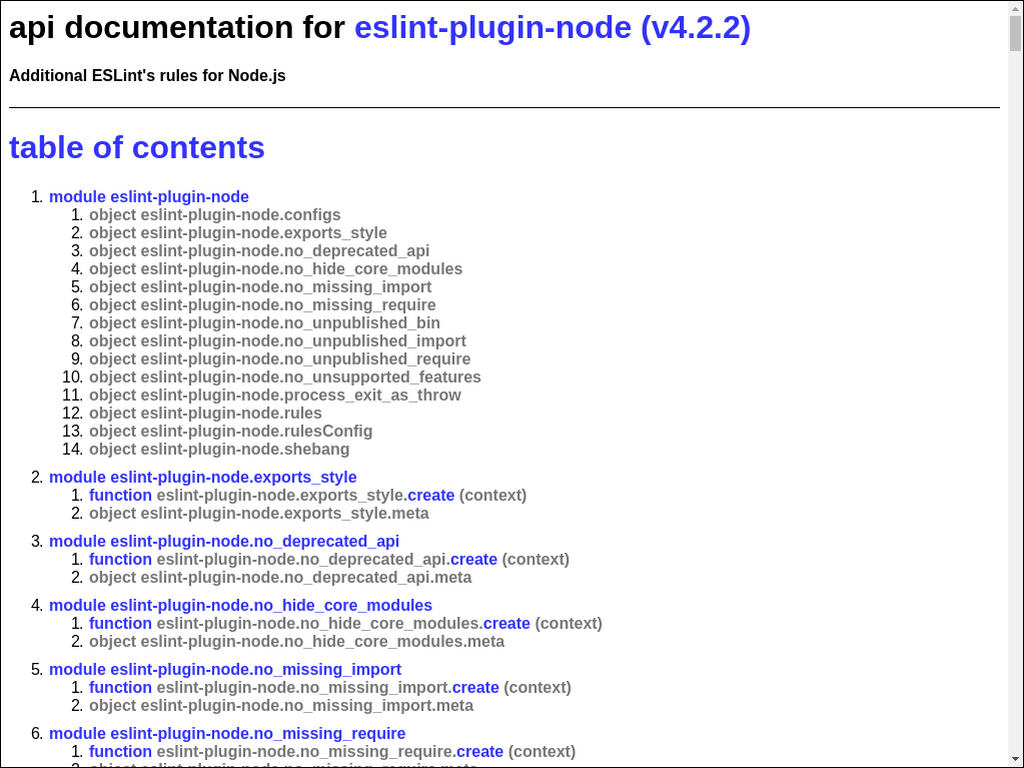 api documentation for eslint-plugin-node (v4.2.2)
Additional ESLint's rules for Node.js
table of contents
1. module eslint-plugin-node
1. object eslint-plugin-node.configs
2. object eslint-plugin-node.exports_style
3. object eslint-plugin-node.no_deprecated_api
4. object eslint-plugin-node.no_hide_core_modules
5. object eslint-plugin-node.no_missing_import
6. object eslint-plugin-node.no_missing_require
7. object eslint-plugin-node.no_unpublished_bin
8. object eslint-plugin-node.no_unpublished_import
9. object eslint-plugin-node.no_unpublished_require
10. object eslint-plugin-node.no_unsupported_features
11. object eslint-plugin-node.process_exit_as_throw
12. object eslint-plugin-node.rules
13. object eslint-plugin-node.rulesConfig
14. object eslint-plugin-node.shebang
2. module eslint-plugin-node.exports_style
1. function eslint-plugin-node.exports_style.create (context)
2. object eslint-plugin-node.exports_style.meta
3. module eslint-plugin-node.no_deprecated_api
1. function eslint-plugin-node.no_deprecated_api.create (context)
2. object eslint-plugin-node.no_deprecated_api.meta
4. module eslint-plugin-node.no_hide_core_modules
1. function eslint-plugin-node.no_hide_core_modules.create (context)
2. object eslint-plugin-node.no_hide_core_modules.meta
5. module eslint-plugin-node.no_missing_import
1. function eslint-plugin-node.no_missing_import.create (context)
2. object eslint-plugin-node.no_missing_import.meta
6. module eslint-plugin-node.no_missing_require
1. function eslint-plugin-node.no_missing_require.create (context)
2. object eslint-plugin-node.no_missing_require.meta